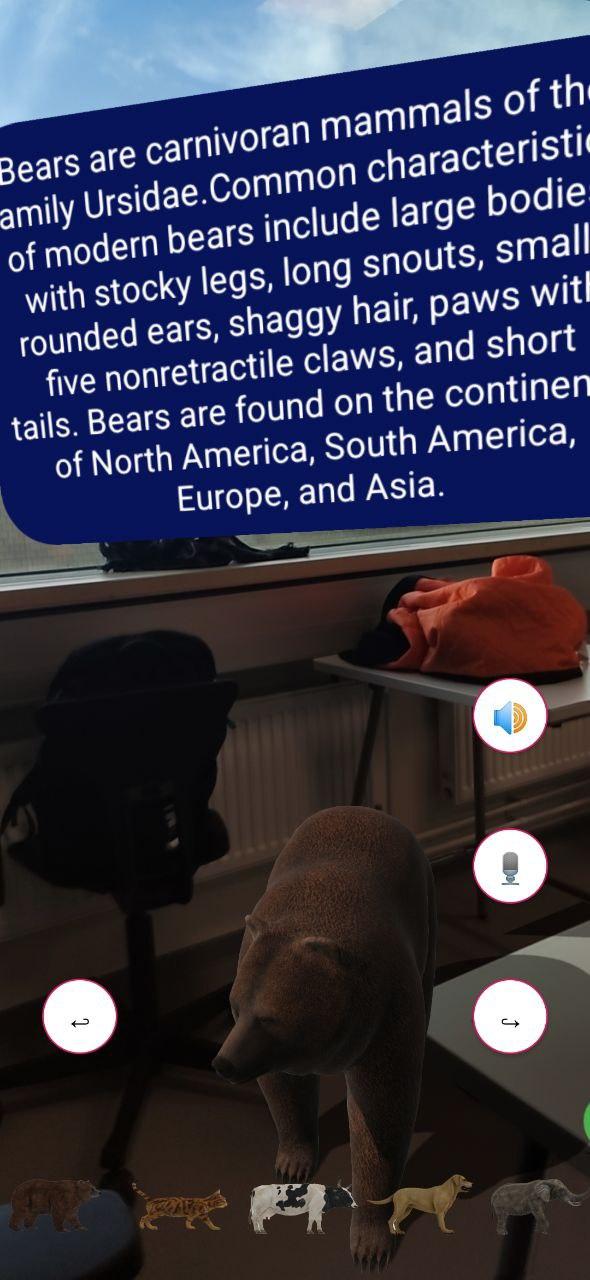 Bears are carnivoran mammals of the
amily Ursidae.Common characteristic
of modern bears include large bodies
with stocky legs, long snouts, small
rounded ears, shaggy hair, paws with
five nonretractile claws, and short
tails. Bears are found on the continen
of North America, South America,
Europe, and Asia.